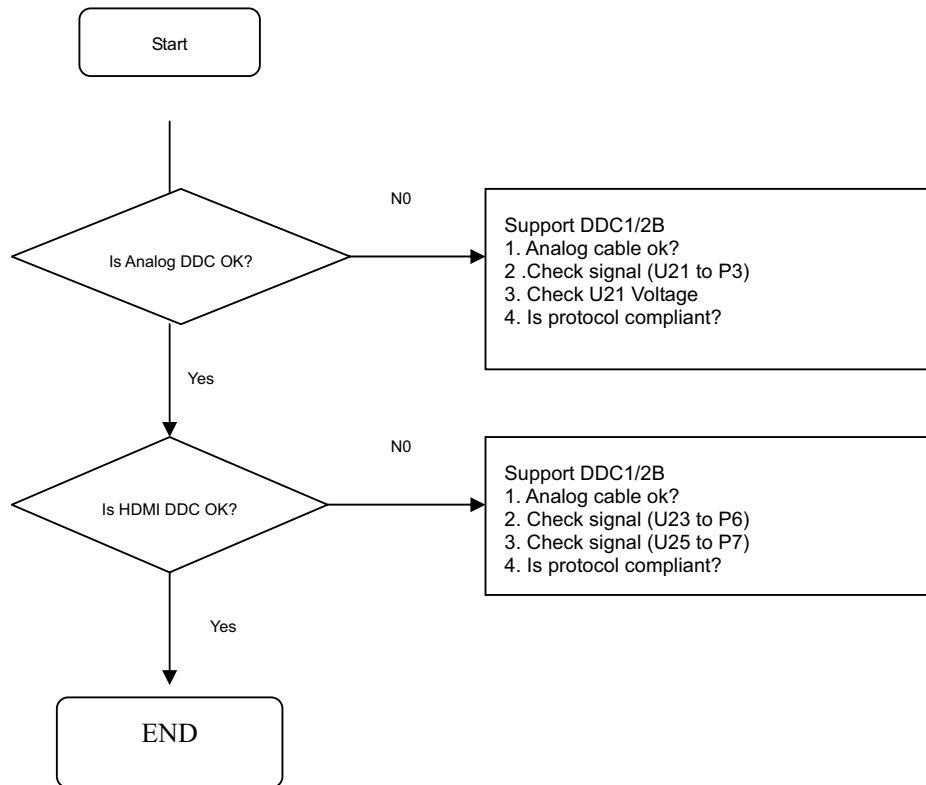 Start
N0
Is Analog DDC OK?
Support DDC1/2B
1. Analog cable ok?
2 .Check signal (U21 to P3)
3. Check U21 Voltage
4. Is protocol compliant?
Yes
N0
Is HDMI DDC OK?
Support DDC1/2B
1. Analog cable ok?
2. Check signal (U23 to P6)
3. Check signal (U25 to P7)
4. Is protocol compliant?
Yes
END